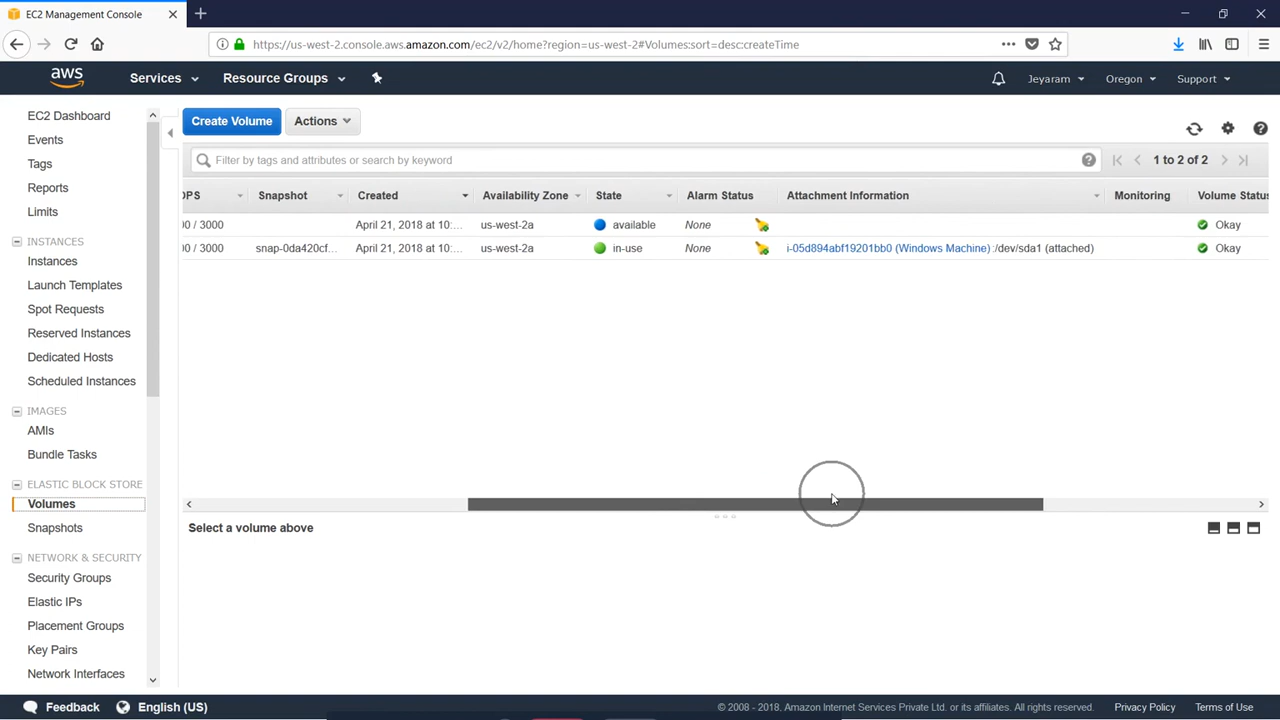 EC2 Management Console
https://us-west-2.console.aws.amazon.com/ec2/v2/home?region=us-west-2#Volumes:sort=desc:createTime
aws Services Resource Groups Jeyaram Oregon Support
EC2 Dashboard
Events
Tags
Reports
Limits
INSTANCES
Instances
Launch Templates
Spot Requests
Reserved Instances
Dedicated Hosts
Scheduled Instances
IMAGES
AMIs
Bundle Tasks
ELASTIC BLOCK STORE
Volumes
Snapshots
NETWORK & SECURITY
Security Groups
Elastic IPs
Placement Groups
Key Pairs
Network Interfaces
Create Volume Actions
Filter by tags and attributes or search by keyword 1 to 2 of 2
OPS Snapshot Created Availability Zone State Alarm Status Attachment Information Monitoring Volume Status
00 / 3000 April 21, 2018 at 10:... us-west-2a available None Okay
00 / 3000 snap-0da420cf... April 21, 2018 at 10:... us-west-2a in-use None i-05d894abf19201bb0 (Windows Machine):/dev/sda1 (attached) Okay
Select a volume above
Feedback English (US) © 2008 - 2018, Amazon Internet Services Private Ltd. or its affiliates. All rights reserved. Privacy Policy Terms of Use